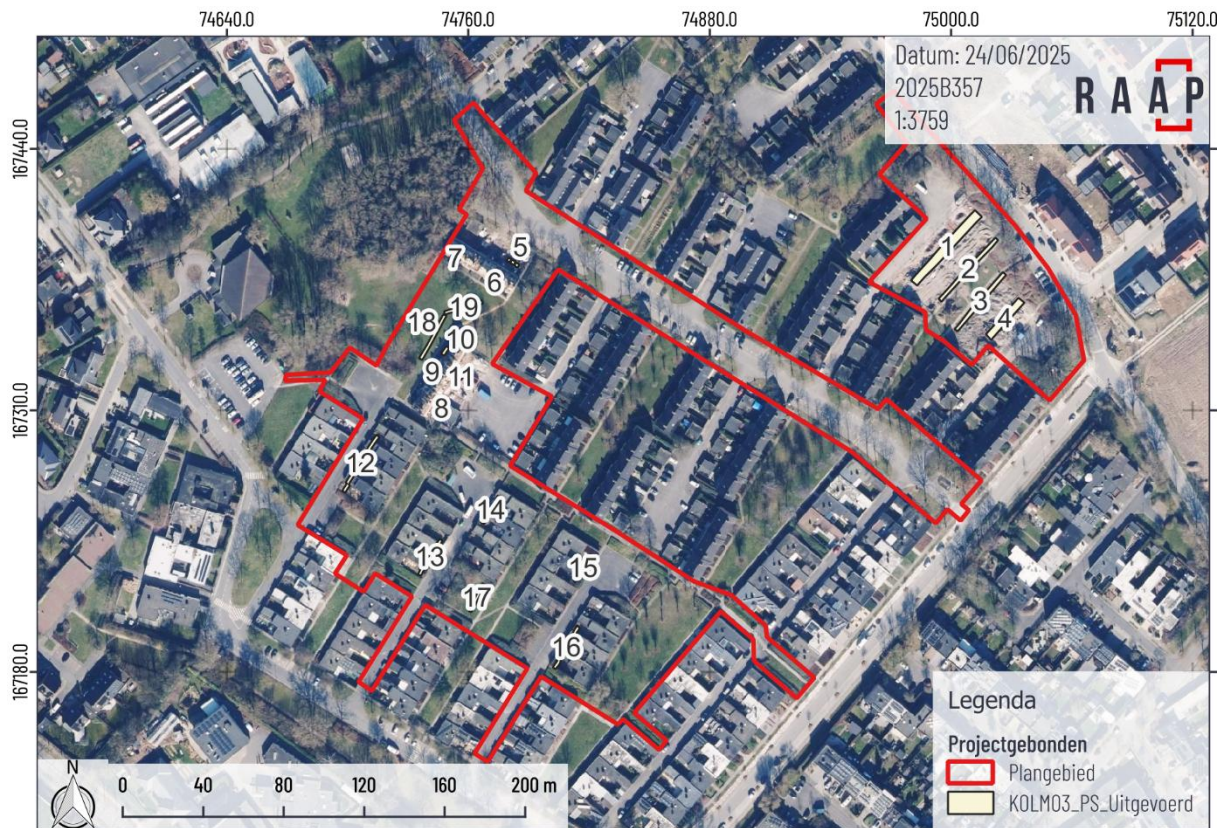 74640.0 74760.0 74880.0 75000.0 75120.0
Datum: 24/06/2025
2025B357
1:3759
RAAP
167440.0
167310.0
167180.0
1
2
3
4
5
7
6
19
18
10
9
11
8
12
14
13
15
17
16
Legenda
Projectgebonden
Plangebied
KOLM03_PS_Uitgevoerd
N
0 40 80 120 160 200 m